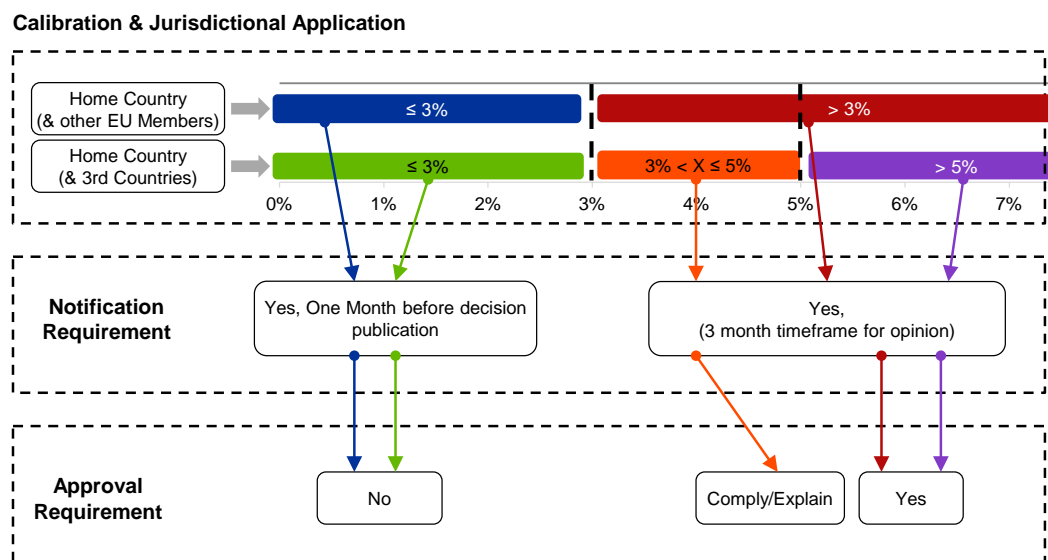 Calibration & Jurisdictional Application
Home Country
(& other EU Members)
≤ 3%
> 3%
Home Country
(& 3rd Countries)
≤ 3%
3% < X ≤ 5%
> 5%
0%
1%
2%
3%
4%
5%
6%
7%
Notification
Requirement
Yes, One Month before decision
publication
Yes,
(3 month timeframe for opinion)
Approval
Requirement
No
Comply/Explain
Yes